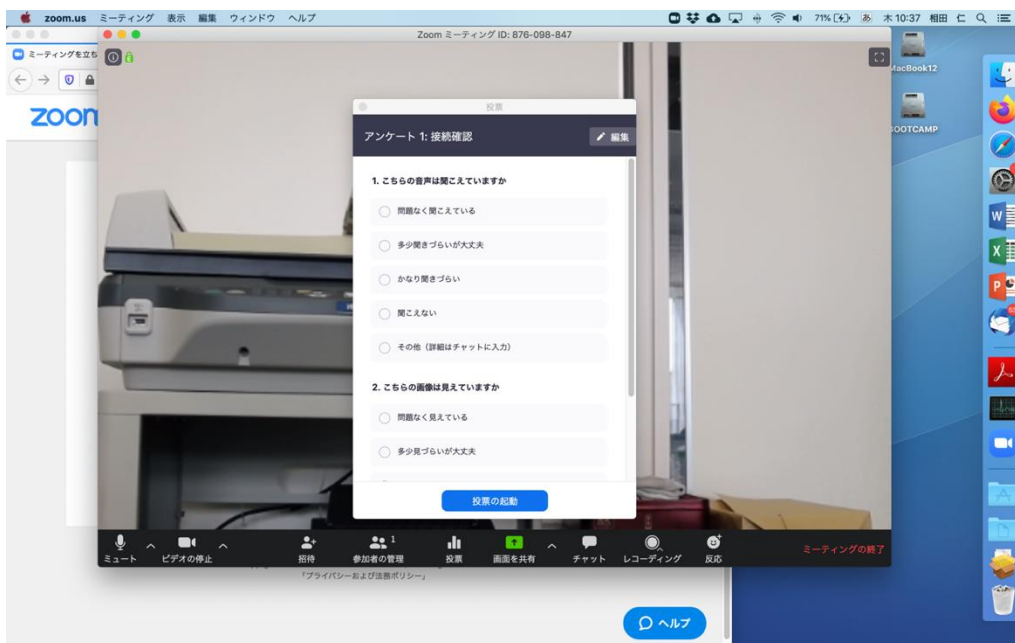 zoom.us ミーティング 表示 編集 ウィンドウ ヘルプ
71% あ 木10:37 相田 仁
Zoom ミーティング ID: 876-098-847
ミーティングを立ち
zoom
MacBook12
BOOTCAMP
投票
アンケート 1: 接続確認
編集
1. こちらの音声は聞こえていますか
問題なく聞こえている
多少聞きづらいが大丈夫
かなり聞きづらい
聞こえない
その他（詳細はチャットに入力）
2. こちらの画像は見えていますか
問題なく見えている
多少見づらいが大丈夫
投票の起動
ミュート ビデオの停止 招待 参加者の管理 1 投票 画面を共有 チャット レコーディング 反応 ミーティングの終了
「プライバシーおよび法務ポリシー」
ヘルプ